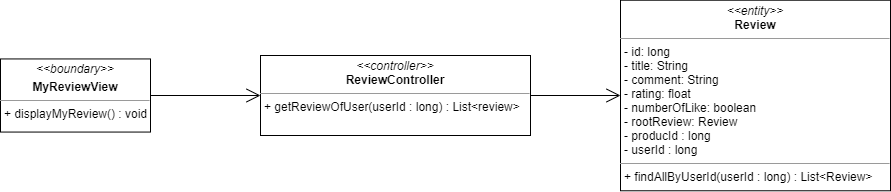 <<boundary>>
MyReviewView
+ displayMyReview() : void
<<controller>>
ReviewController
+ getReviewOfUser(userId : long) : List<review>
<<entity>>
Review
- id: long
- title: String
- comment: String
- rating: float
- numberOfLike: boolean
- rootReview: Review
- producId : long
- userId : long
+ findAllByUserId(userId : long) : List<Review>